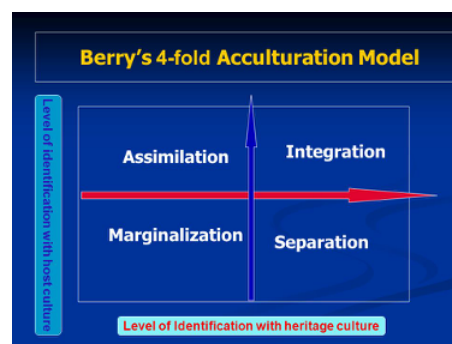 Berry's 4-fold Acculturation Model
Level of identification with host culture
Assimilation
Integration
Marginalization
Separation
Level of Identification with heritage culture